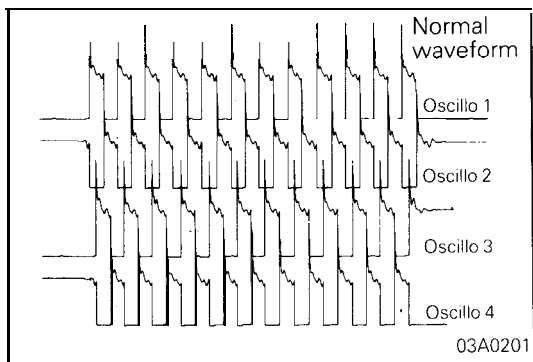 Normal
waveform
Oscillo 1
Oscillo 2
Oscillo 3
Oscillo 4
03A0201